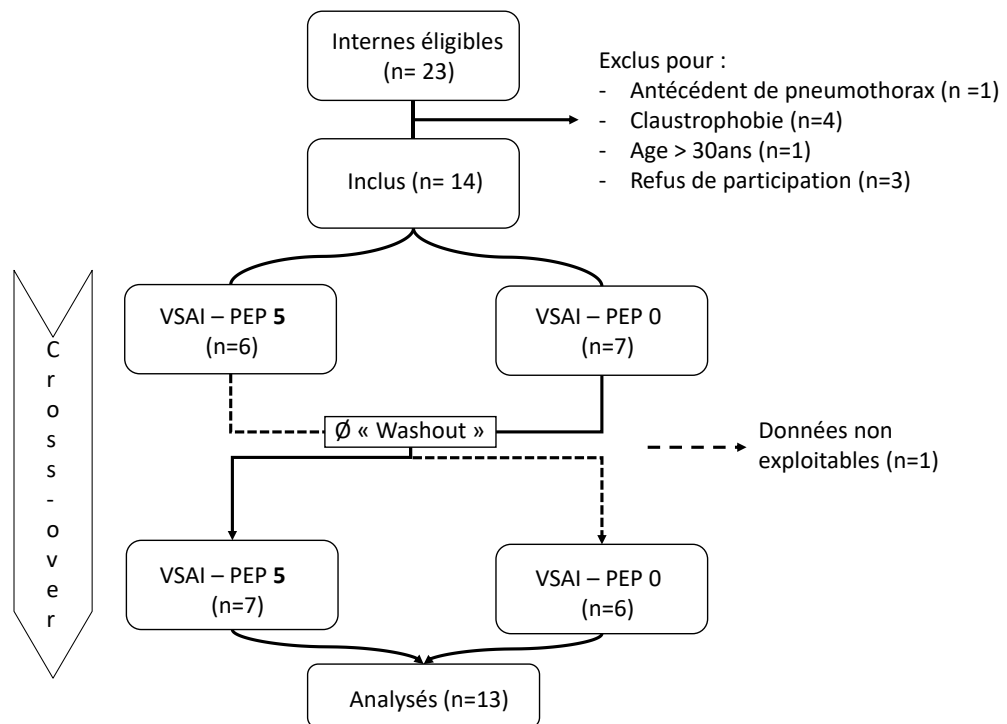 Internes éligibles
(n= 23)
Exclus pour :
- Antécédent de pneumothorax (n =1)
- Claustrophobie (n=4)
- Age > 30ans (n=1)
- Refus de participation (n=3)
Inclus (n= 14)
Cross-over
VSAI – PEP 5
(n=6)
VSAI – PEP 0
(n=7)
Ø « Washout »
Données non
exploitables (n=1)
VSAI – PEP 5
(n=7)
VSAI – PEP 0
(n=6)
Analysés (n=13)